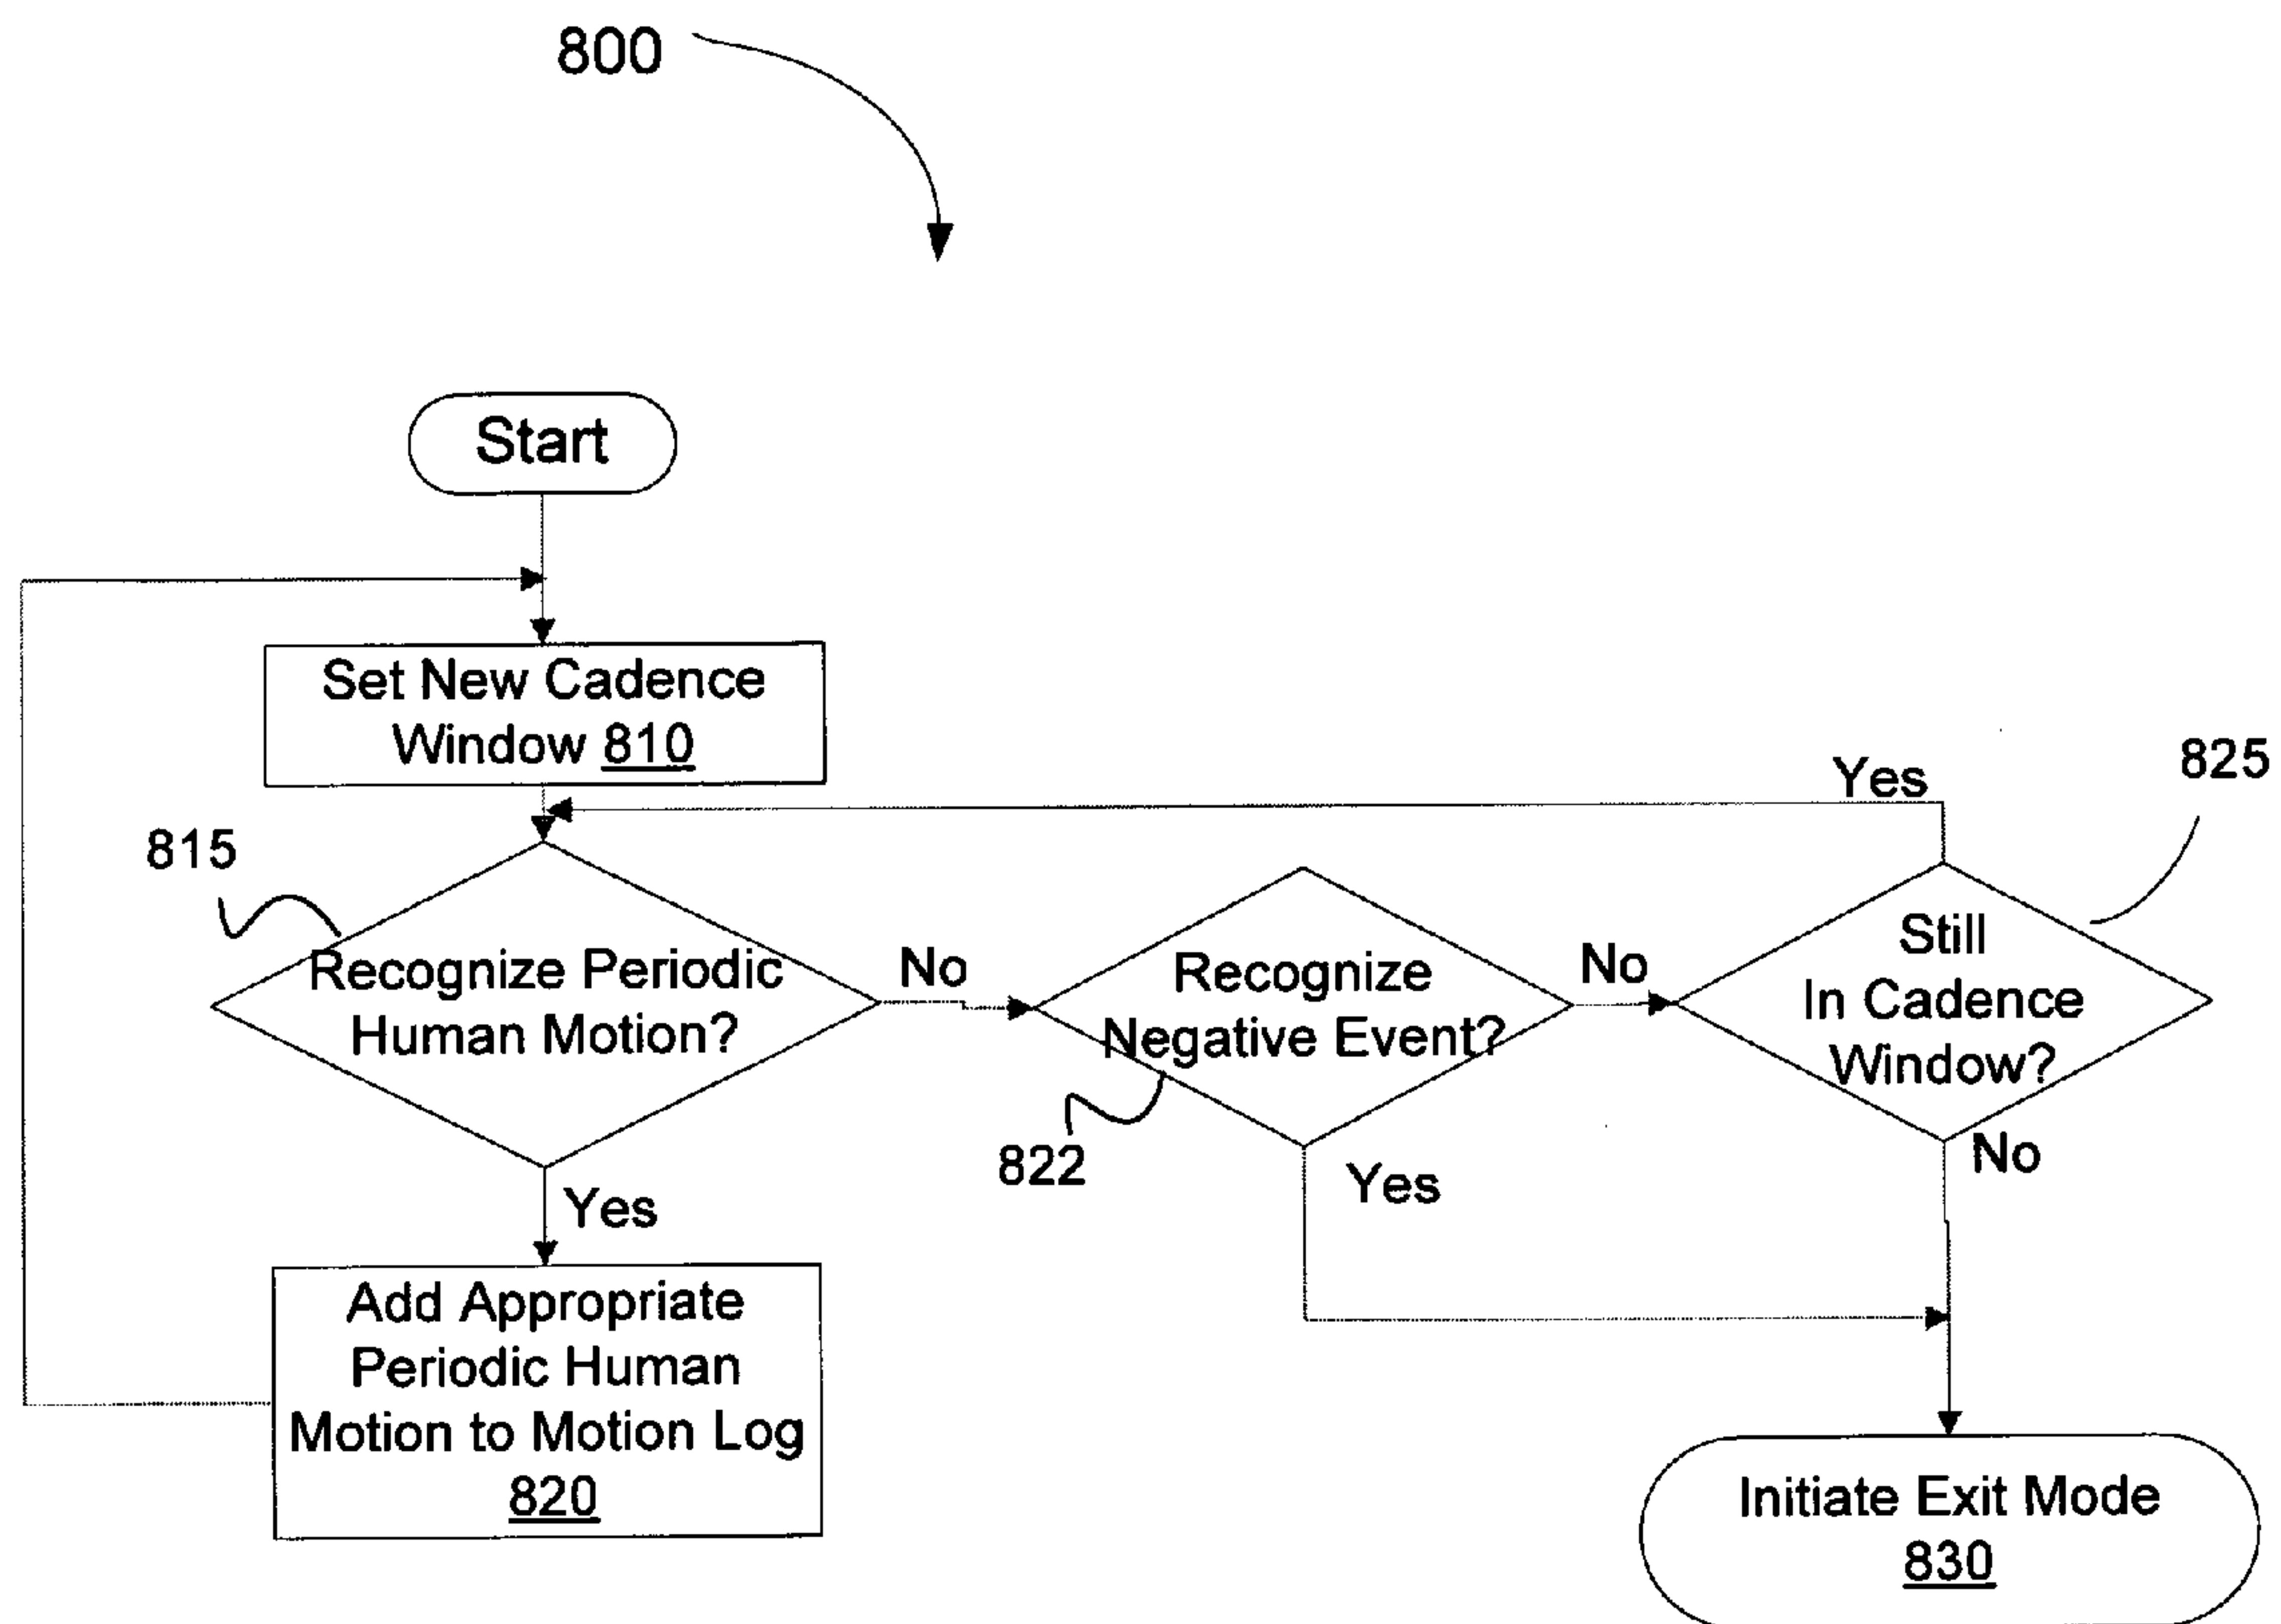 800
Start
Set New Cadence
Window 810
Yes
825
815
Recognize Periodic
Human Motion?
No
Recognize
Negative Event?
No
Still
In Cadence
Window?
822
Yes
No
Yes
Add Appropriate
Periodic Human
Motion to Motion Log
820
Initiate Exit Mode
830